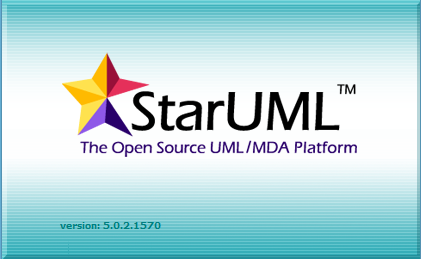 StarUML™
The Open Source UML/MDA Platform
version: 5.0.2.1570